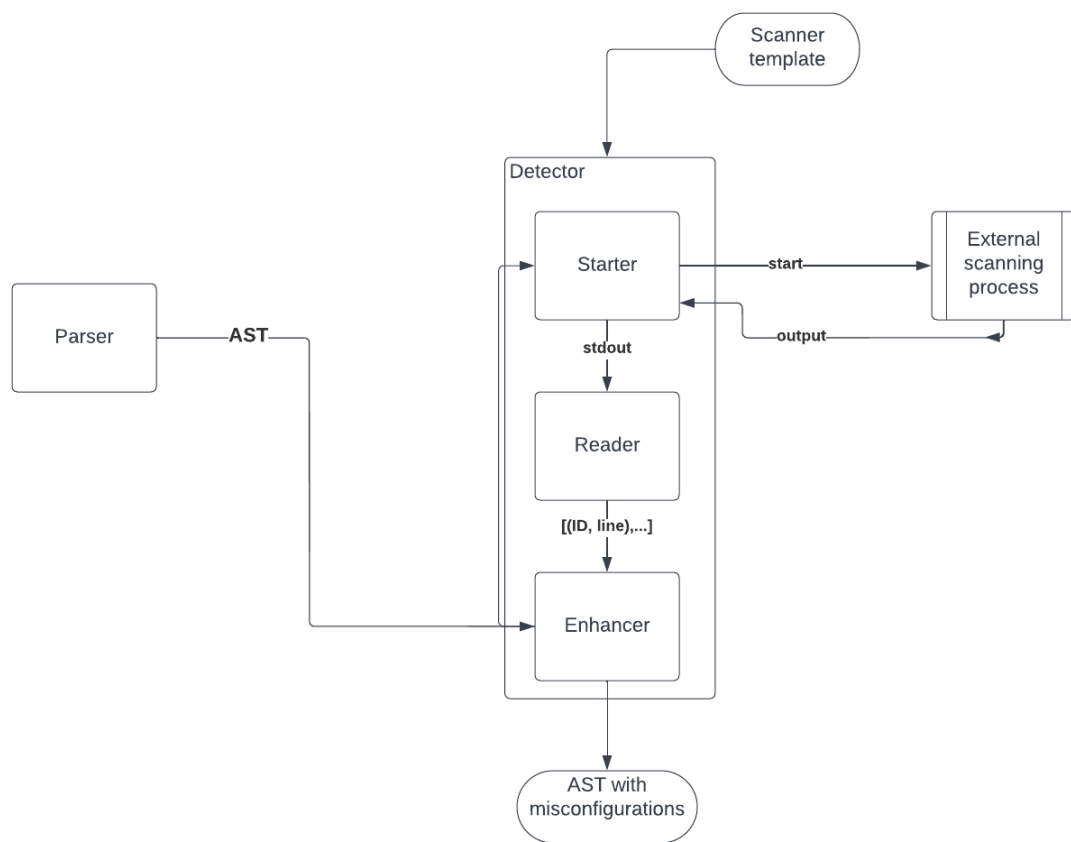 Scanner
template
Detector
Starter
start
External
scanning
process
Parser
AST
output
stdout
Reader
[(ID, line),...]
Enhancer
AST with
misconfigurations